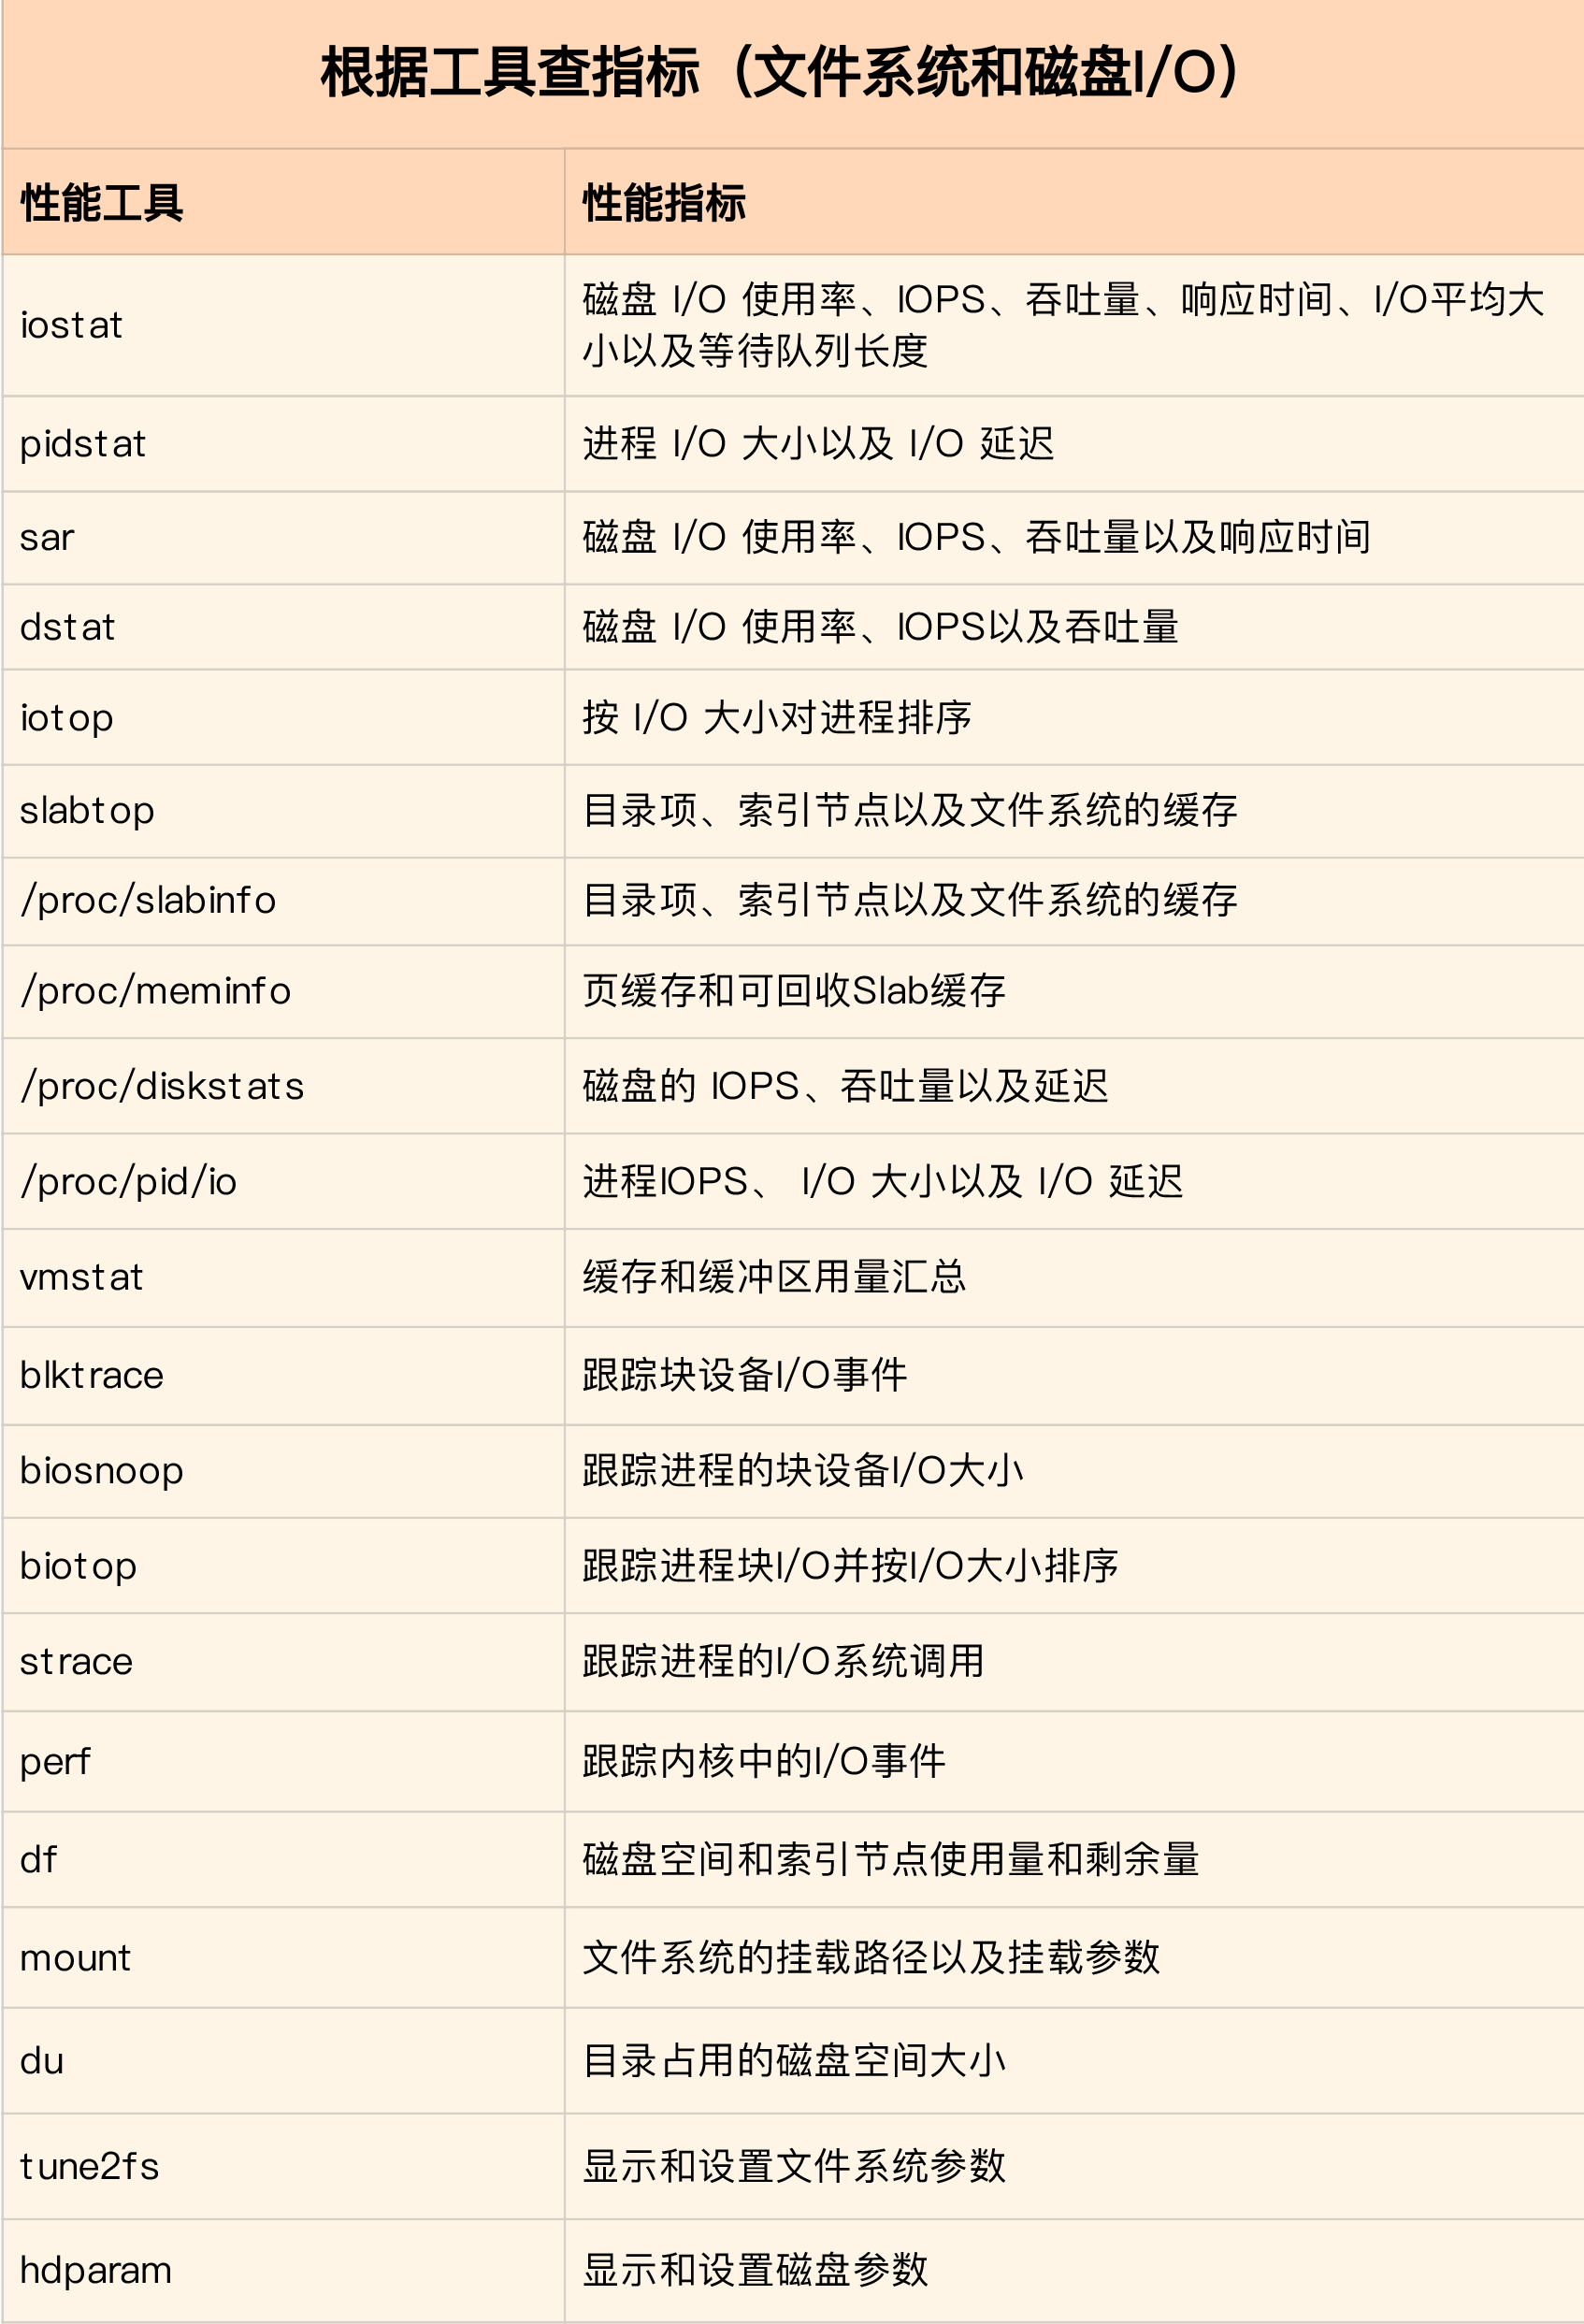 根据工具查指标（文件系统和磁盘I/O）
性能工具 性能指标
iostat 磁盘 I/O 使用率、IOPS、吞吐量、响应时间、I/O平均大
小以及等待队列长度
pidstat 进程 I/O 大小以及 I/O 延迟
sar 磁盘 I/O 使用率、IOPS、吞吐量以及响应时间
dstat 磁盘 I/O 使用率、IOPS以及吞吐量
iotop 按 I/O 大小对进程排序
slabtop 目录项、索引节点以及文件系统的缓存
/proc/slabinfo 目录项、索引节点以及文件系统的缓存
/proc/meminfo 页缓存和可回收Slab缓存
/proc/diskstats 磁盘的 IOPS、吞吐量以及延迟
/proc/pid/io 进程IOPS、 I/O 大小以及 I/O 延迟
vmstat 缓存和缓冲区用量汇总
blktrace 跟踪块设备I/O事件
biosnoop 跟踪进程的块设备I/O大小
biotop 跟踪进程块I/O并按I/O大小排序
strace 跟踪进程的I/O系统调用
perf 跟踪内核中的I/O事件
df 磁盘空间和索引节点使用量和剩余量
mount 文件系统的挂载路径以及挂载参数
du 目录占用的磁盘空间大小
tune2fs 显示和设置文件系统参数
hdparam 显示和设置磁盘参数